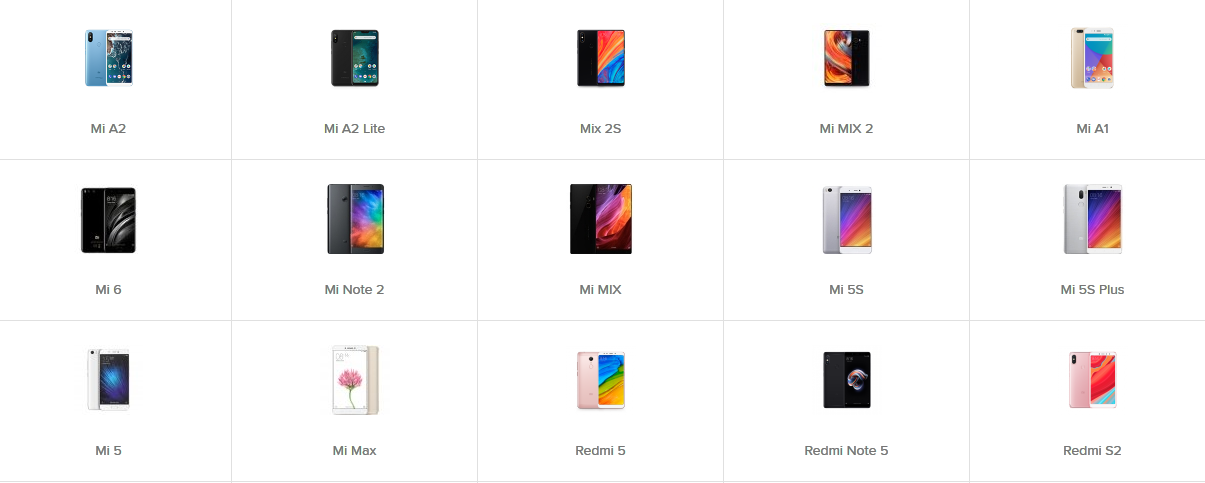 Mi A2
Mi A2 Lite
Mix 2S
Mi MIX 2
Mi A1
Mi 6
Mi Note 2
Mi MIX
Mi 5S
Mi 5S Plus
Mi 5
Mi Max
Redmi 5
Redmi Note 5
Redmi S2